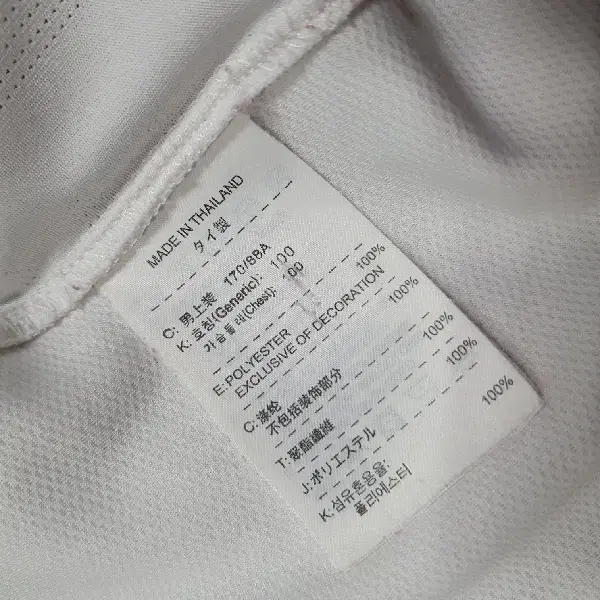 MADE IN THAILAND
タイ製
C: 男上装 170/88A
K: 호칭(Generic): 100
가슴둘레(Chest): 100
E:POLYESTER 100%
EXCLUSIVE OF DECORATION
C:涤纶 100%
不包括装饰部分
T:聚酯纖維 100%
J:ポリエステル 100%
K:섬유혼용율: 100%
폴리에스터